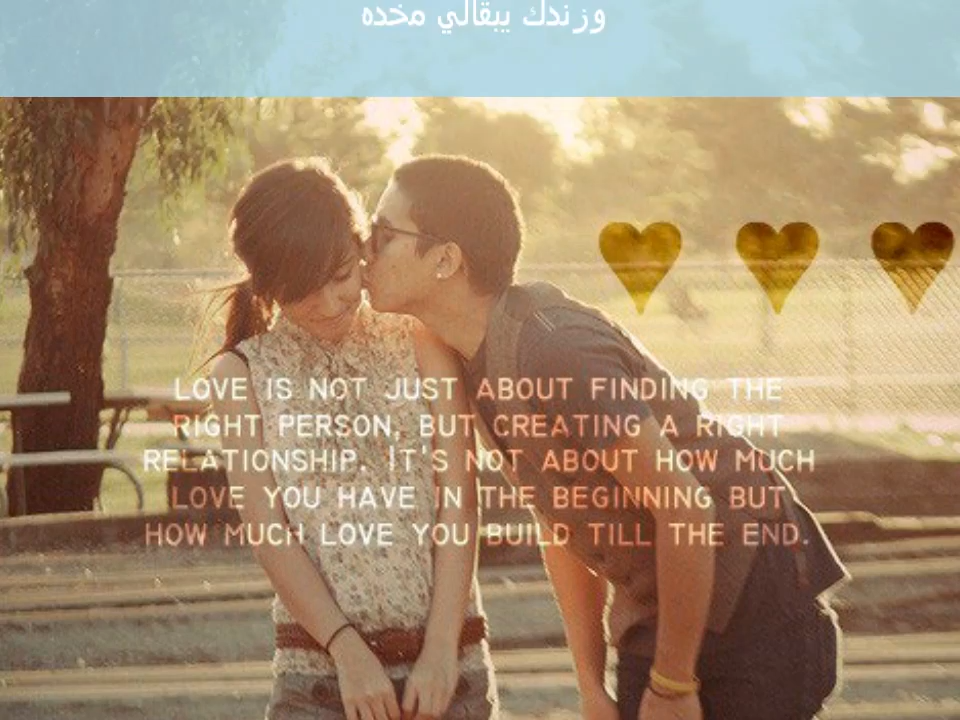 وزندك يبقالي مخده
LOVE IS NOT JUST ABOUT FINDING THE
RIGHT PERSON, BUT CREATING A RIGHT
RELATIONSHIP. IT'S NOT ABOUT HOW MUCH
LOVE YOU HAVE IN THE BEGINNING BUT
HOW MUCH LOVE YOU BUILD TILL THE END.